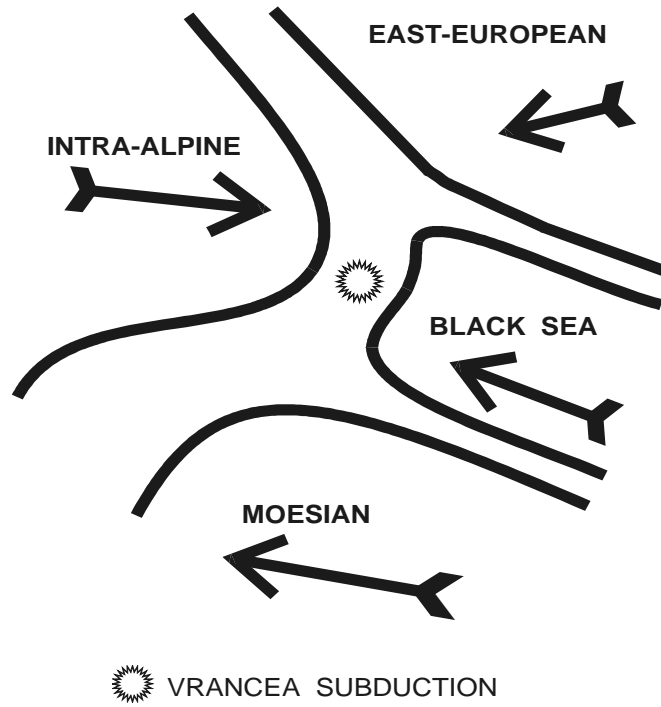 EAST-EUROPEAN
INTRA-ALPINE
BLACK SEA
MOESIAN
VRANCEA SUBDUCTION